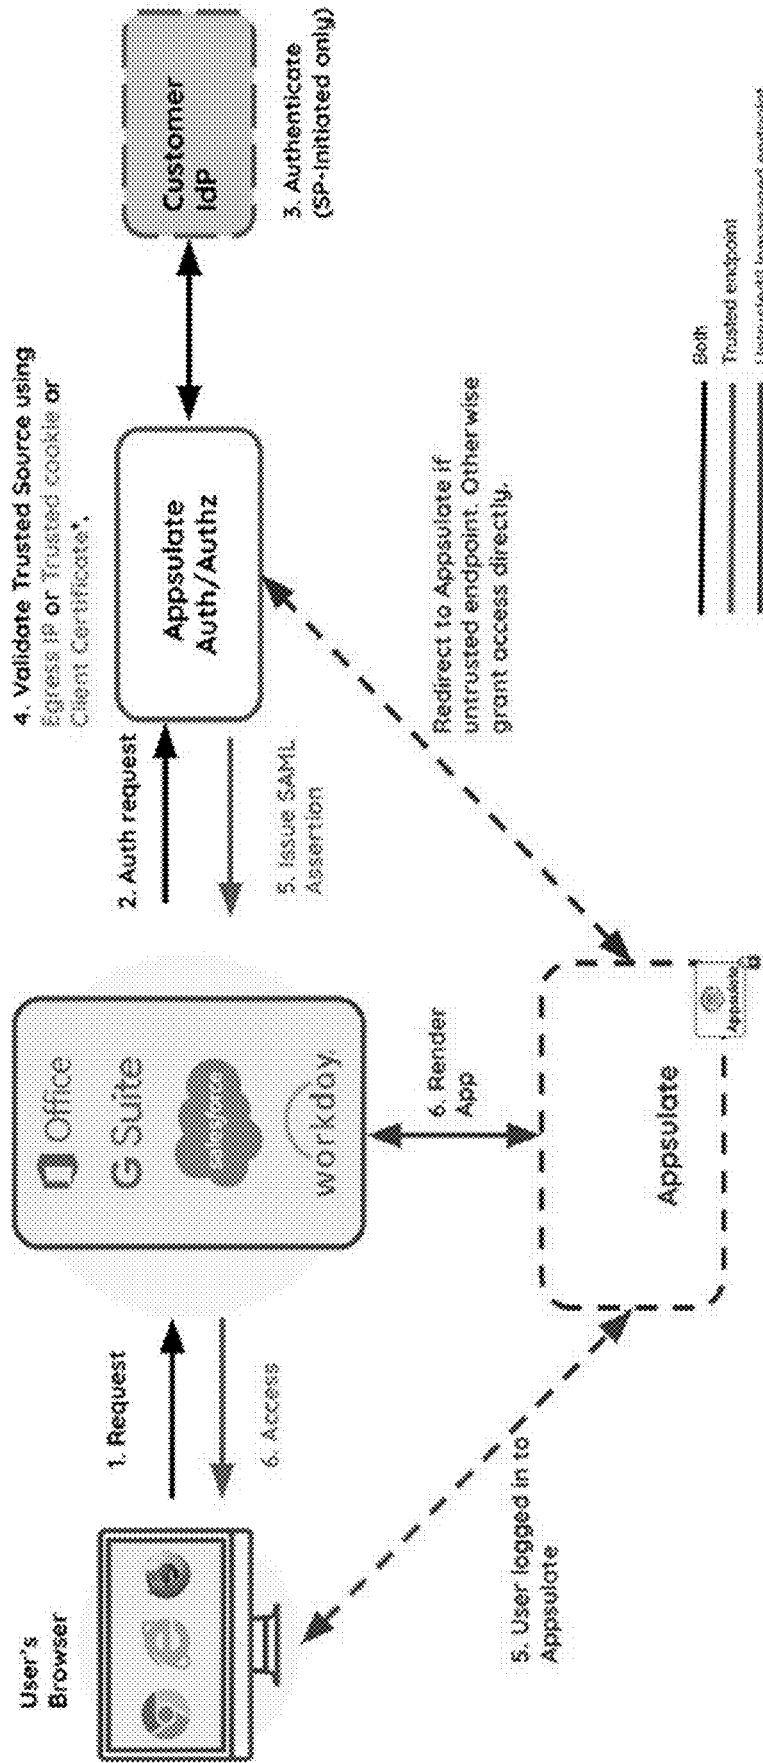 User's
Browser
1. Request
6. Access
Office
G Suite
workday
2. Auth request
5. Issue SAML
Assertion
4. Validate Trusted Source using
Egress IP or Trusted cookie or
Client Certificate*.
Appsulate
Auth/Authz
Customer
IdP
3. Authenticate
(SP-initiated only)
5. User logged in to
Appsulate
6. Render
App
Appsulate
Appsulate
Redirect to Appsulate if
untrusted endpoint. Otherwise
grant access directly.
Both
Trusted endpoint